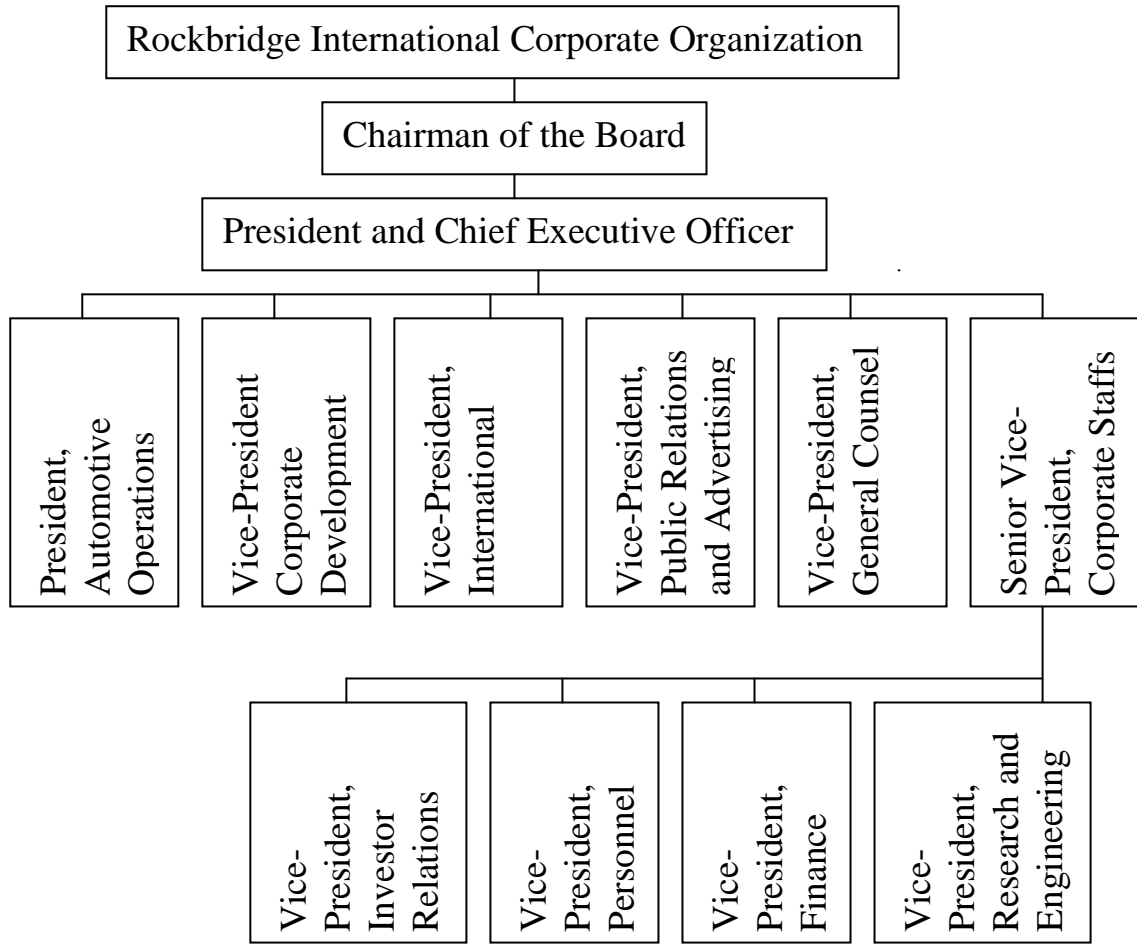 Rockbridge International Corporate Organization
Chairman of the Board
President and Chief Executive Officer
President,
Automotive
Operations
Vice-President
Corporate
Development
Vice-President,
International
Vice-President,
Public Relations
and Advertising
Vice-President,
General Counsel
Senior Vice-
President,
Corporate Staffs
Vice-
President,
Investor
Relations
Vice-
President,
Personnel
Vice-
President,
Finance
Vice-
President,
Research and
Engineering